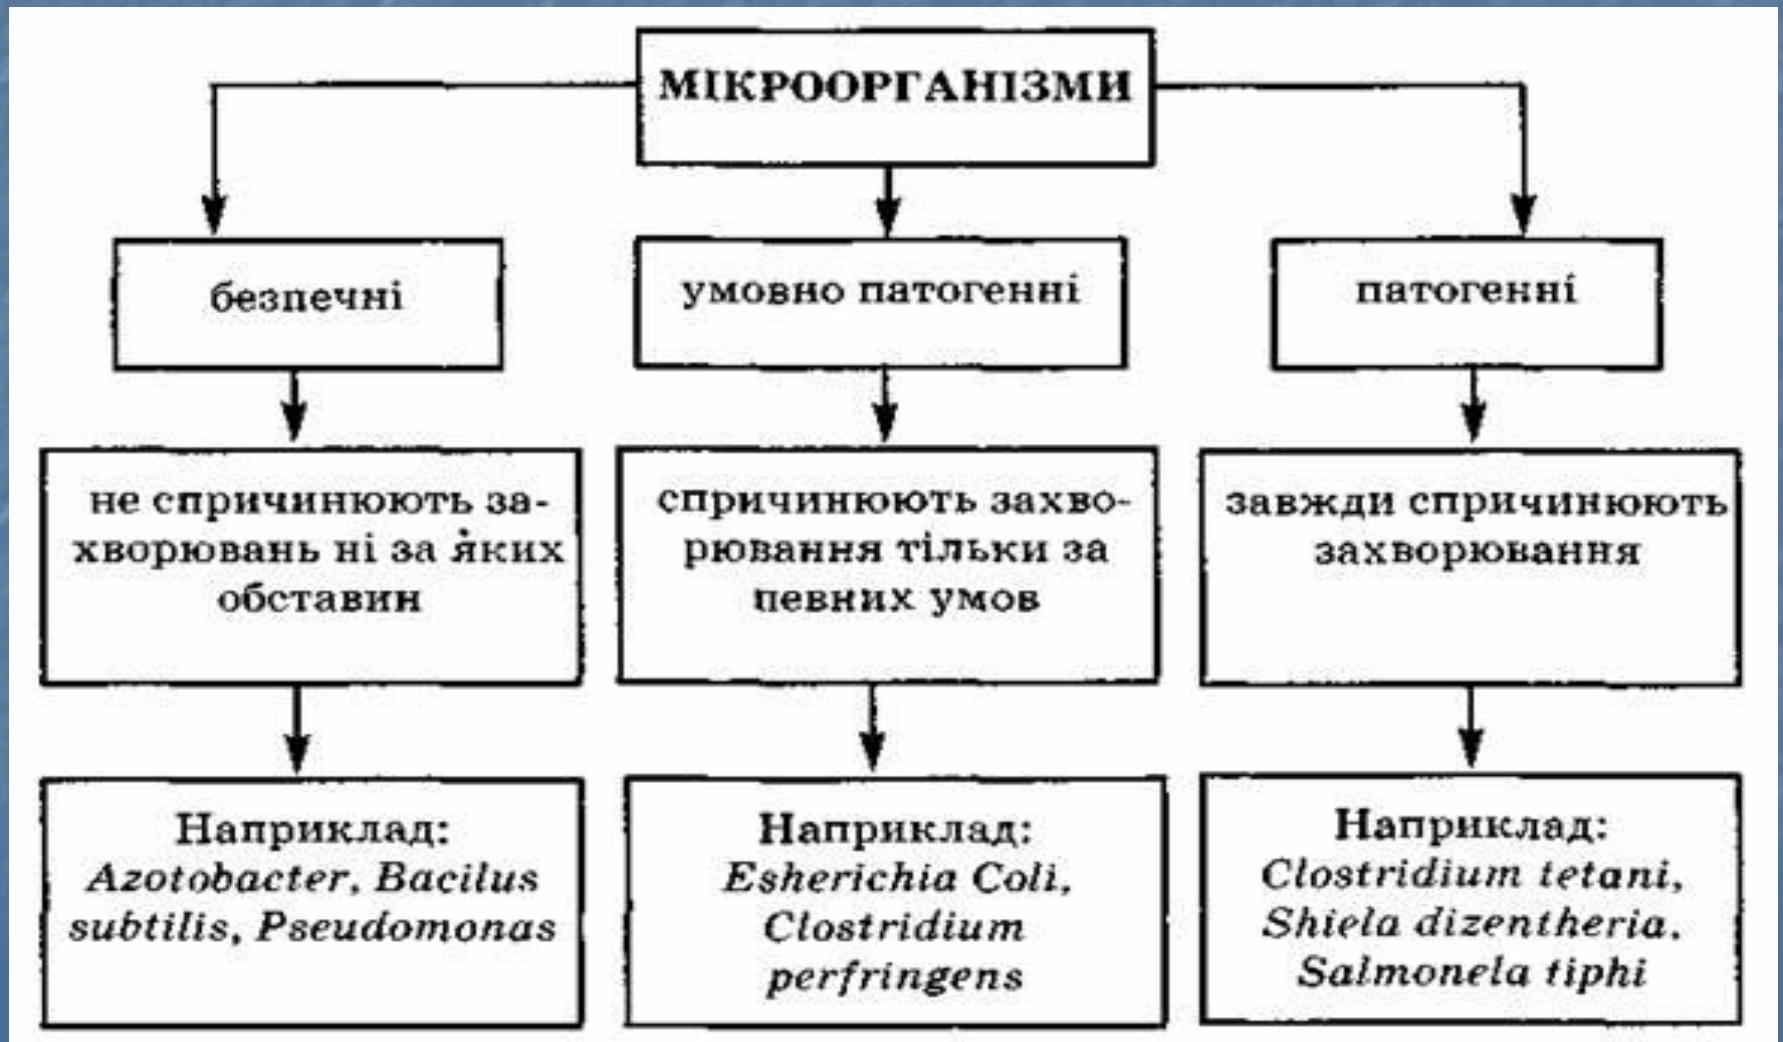 МІКРООРГАНІЗМИ
безпечні
умовно патогенні
патогенні
не спричинюють за-
хворювань ні за яких
обставин
спричинюють захво-
рювання тільки за
певних умов
завжди спричинюють
захворювання
Наприклад:
Azotobacter, Bacilus
subtilis, Pseudomonas
Наприклад:
Esherichia Coli,
Clostridium
perfringens
Наприклад:
Clostridium tetani,
Shiela dizentheria.
Salmonela tiphi